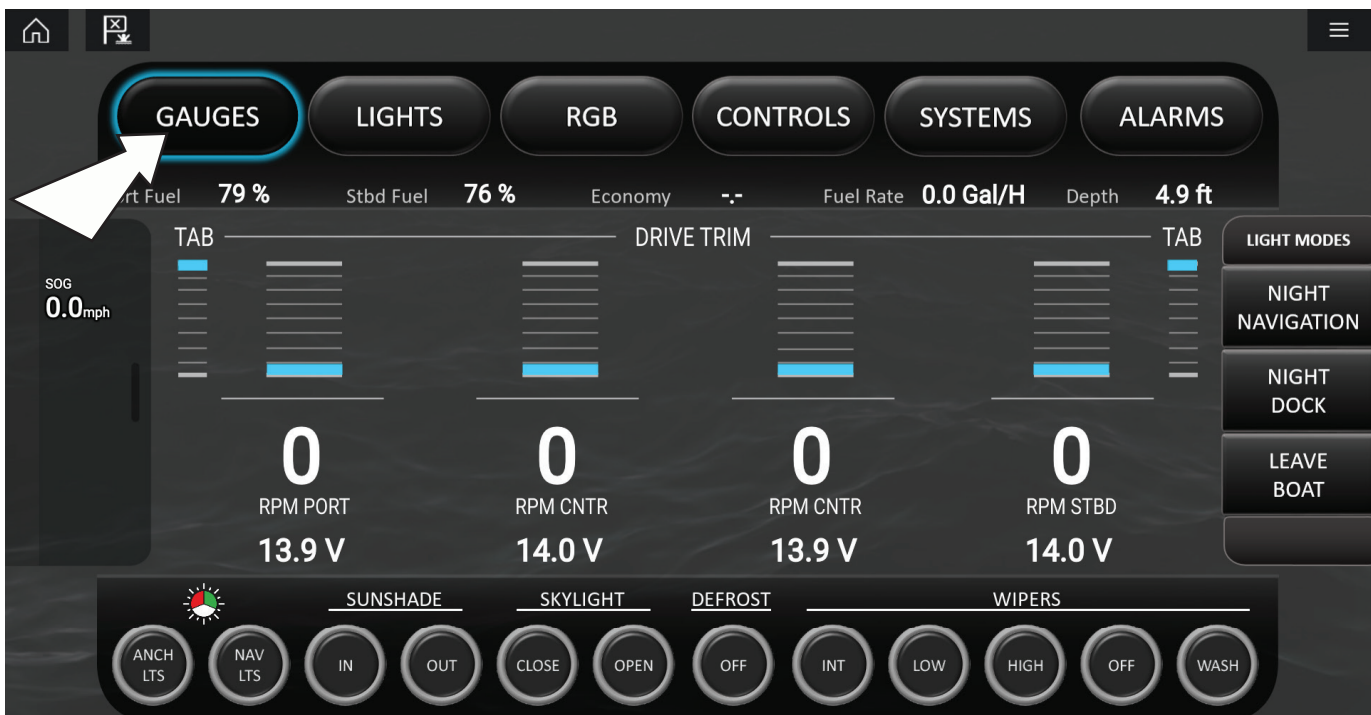 GAUGES LIGHTS RGB CONTROLS SYSTEMS ALARMS
rt Fuel 79 % Stbd Fuel 76 % Economy -.- Fuel Rate 0.0 Gal/H Depth 4.9 ft
TAB DRIVE TRIM TAB
LIGHT MODES
SOG
0.0mph
NIGHT
NAVIGATION
NIGHT
DOCK
LEAVE
BOAT
0 0 0 0
RPM PORT RPM CNTR RPM CNTR RPM STBD
13.9 V 14.0 V 13.9 V 14.0 V
SUNSHADE SKYLIGHT DEFROST WIPERS
ANCH
LTS
NAV
LTS
IN OUT CLOSE OPEN OFF INT LOW HIGH OFF WASH